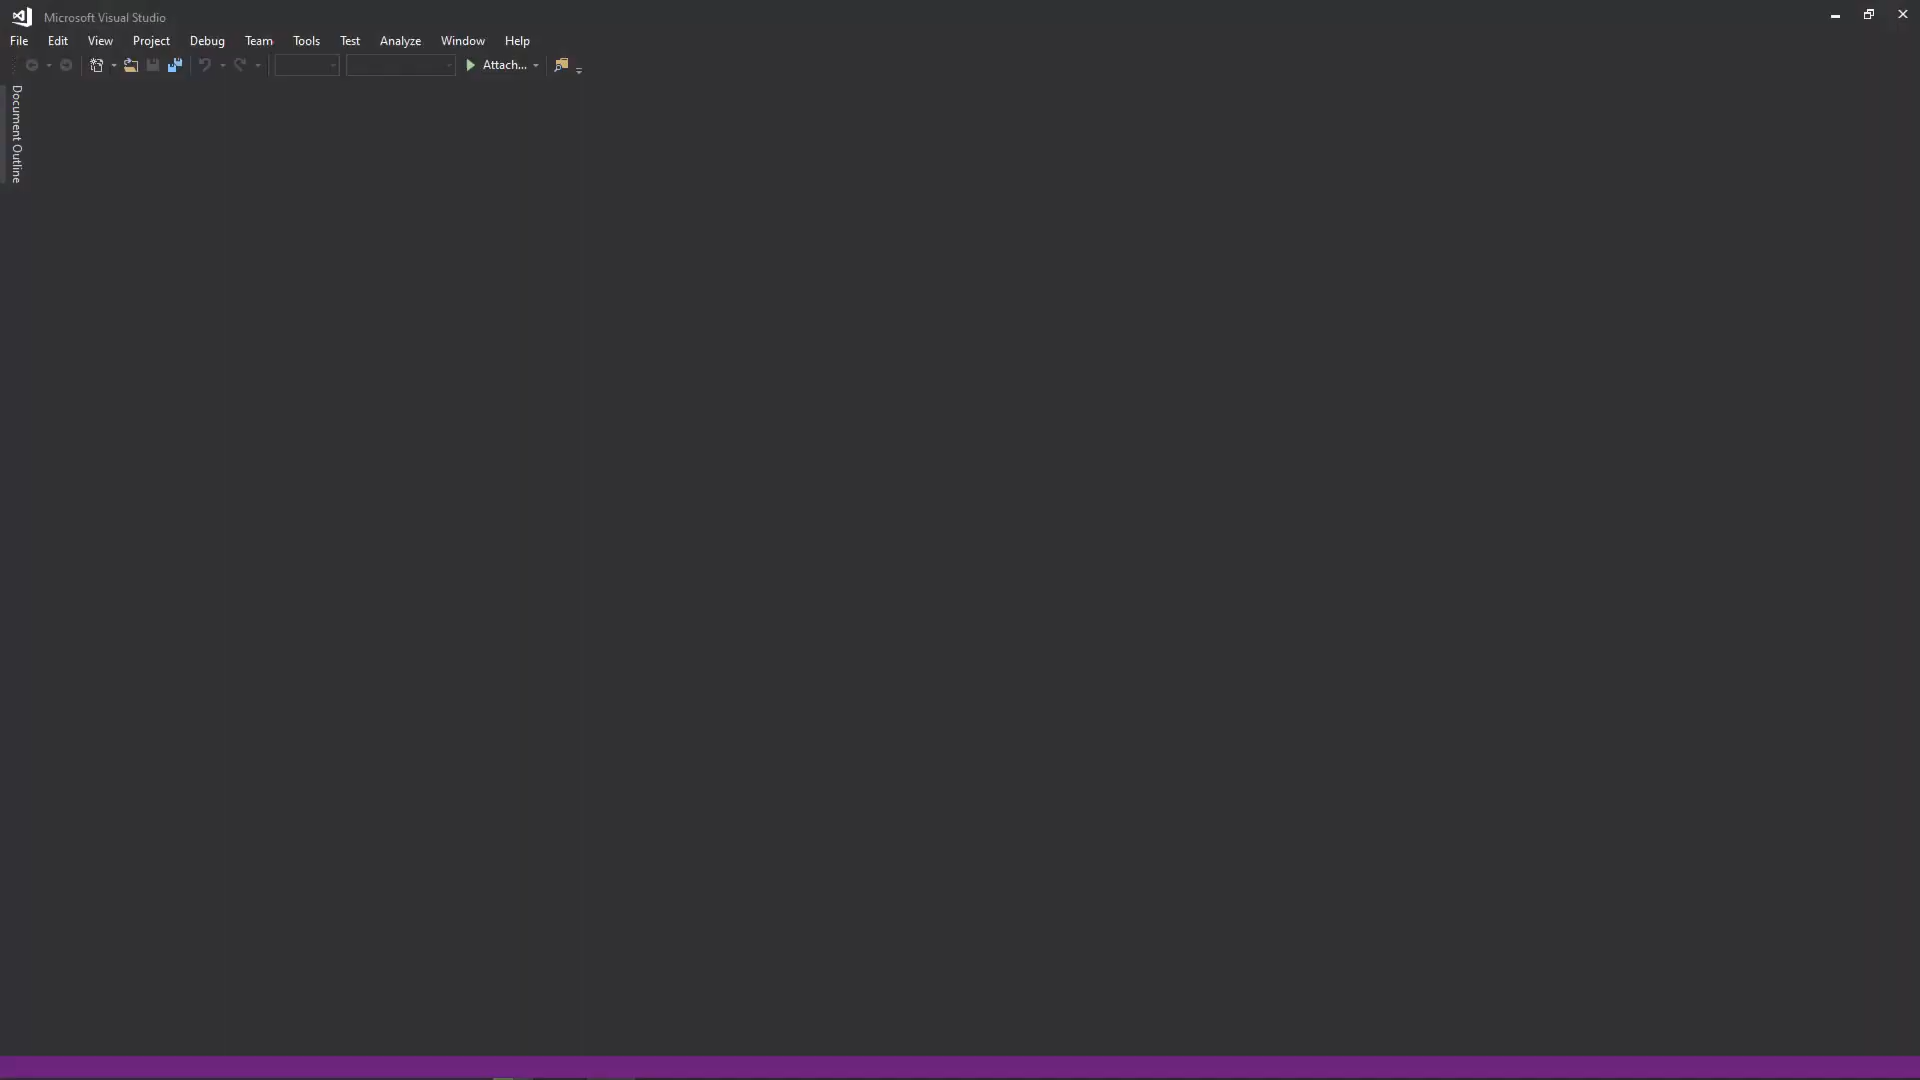 Microsoft Visual Studio
File Edit View Project Debug Team Tools Test Analyze Window Help
Attach...
Document Outline